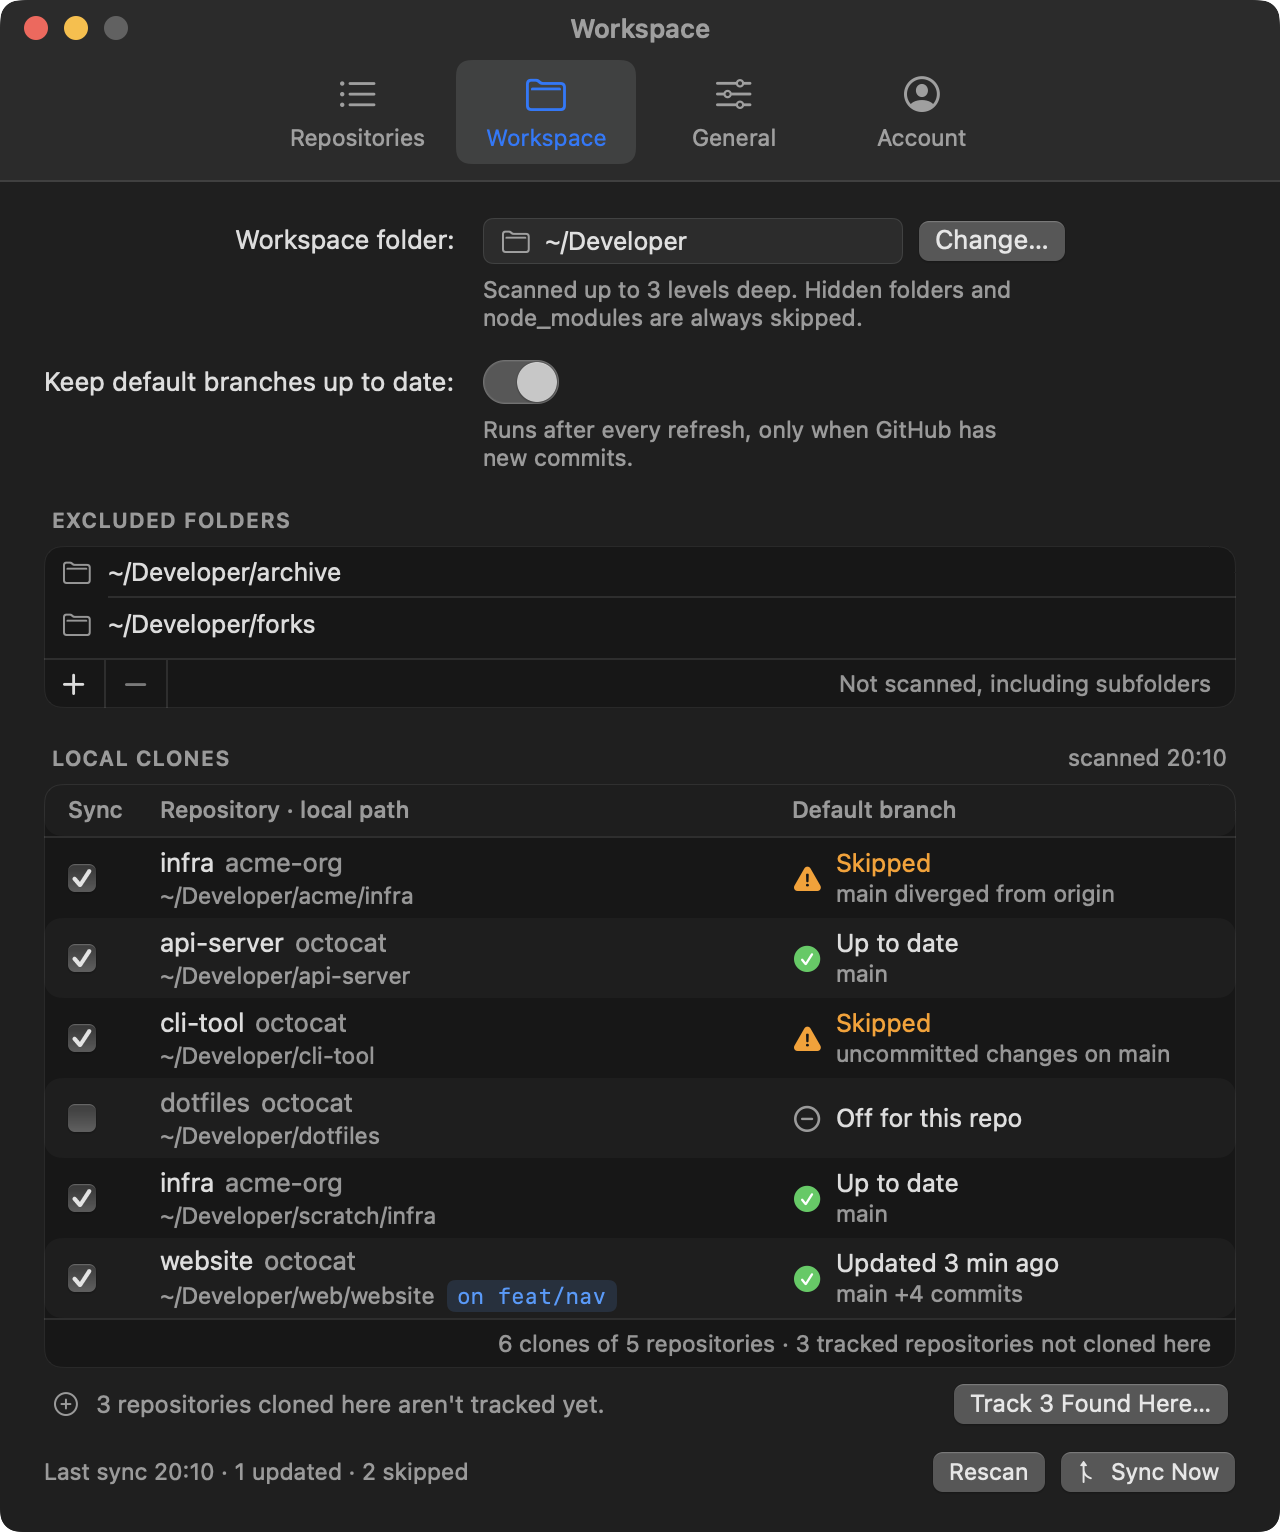 Workspace
Repositories
Workspace
General
Account
Workspace folder:
~/Developer
Change...
Scanned up to 3 levels deep. Hidden folders and
node_modules are always skipped.
Keep default branches up to date:
Runs after every refresh, only when GitHub has
new commits.
EXCLUDED FOLDERS
~/Developer/archive
~/Developer/forks
Not scanned, including subfolders
LOCAL CLONES
scanned 20:10
Sync
Repository · local path
Default branch
infra acme-org
~/Developer/acme/infra
Skipped
main diverged from origin
api-server octocat
~/Developer/api-server
Up to date
main
cli-tool octocat
~/Developer/cli-tool
Skipped
uncommitted changes on main
dotfiles octocat
~/Developer/dotfiles
Off for this repo
infra acme-org
~/Developer/scratch/infra
Up to date
main
website octocat
~/Developer/web/website on feat/nav
Updated 3 min ago
main +4 commits
6 clones of 5 repositories · 3 tracked repositories not cloned here
3 repositories cloned here aren't tracked yet.
Track 3 Found Here...
Last sync 20:10 · 1 updated · 2 skipped
Rescan
Sync Now